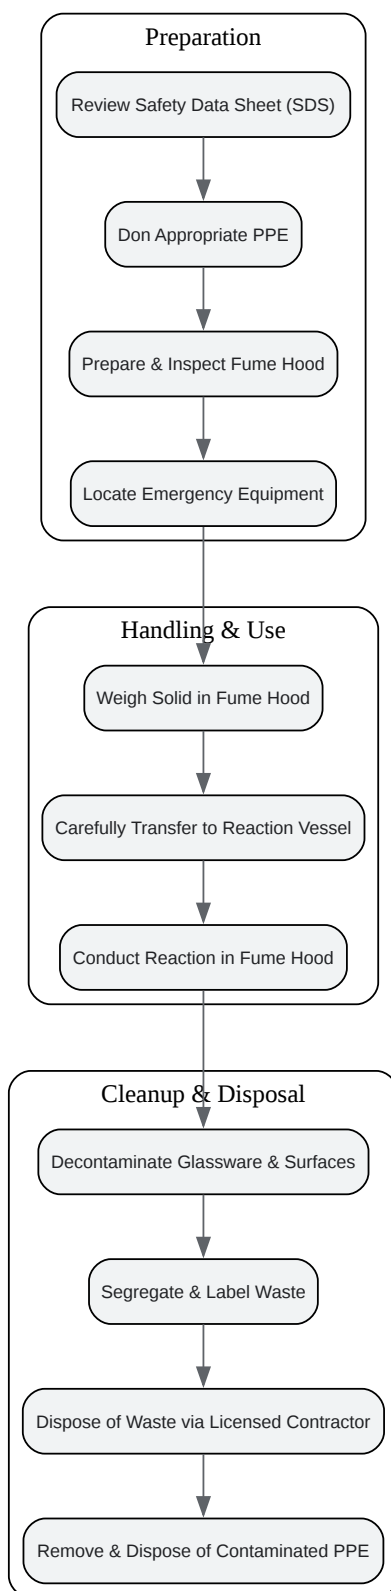 Preparation
Review Safety Data Sheet (SDS)
Don Appropriate PPE
Prepare & Inspect Fume Hood
Locate Emergency Equipment
Handling & Use
Weigh Solid in Fume Hood
Carefully Transfer to Reaction Vessel
Conduct Reaction in Fume Hood
Cleanup & Disposal
Decontaminate Glassware & Surfaces
Segregate & Label Waste
Dispose of Waste via Licensed Contractor
Remove & Dispose of Contaminated PPE